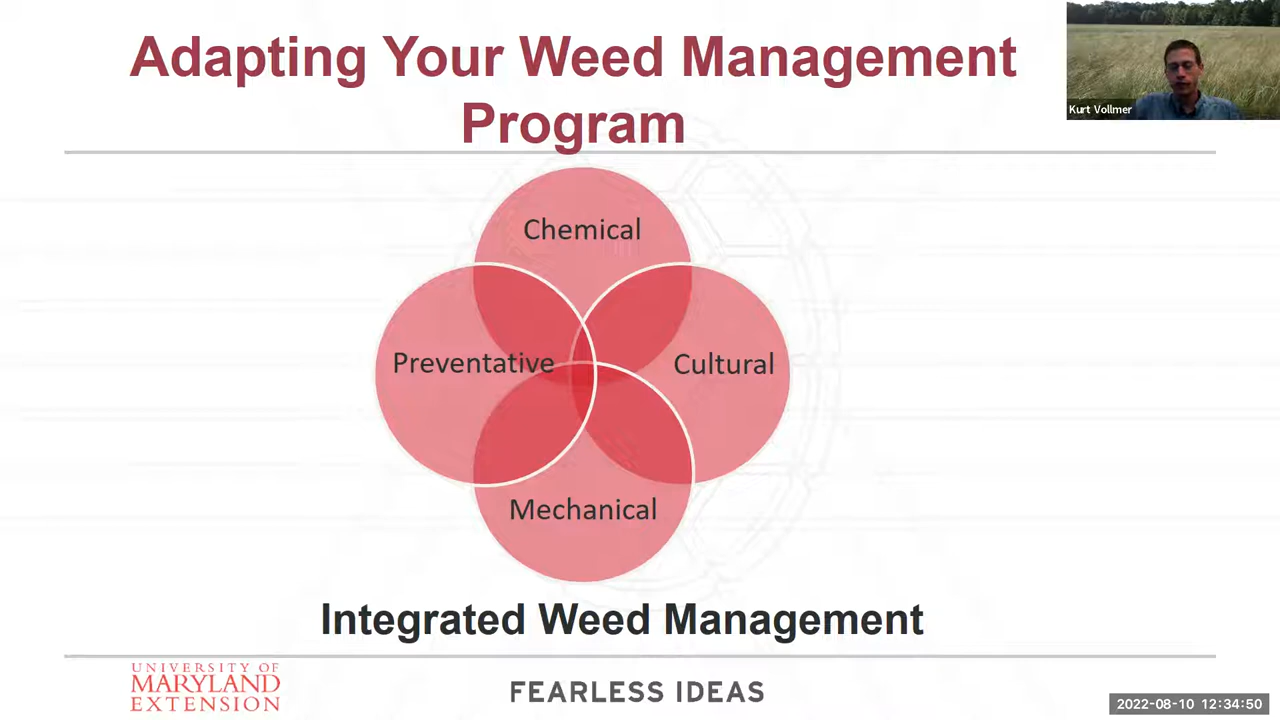 Adapting Your Weed Management
Program
Kurt Vollmer
Chemical
Preventative
Cultural
Mechanical
Integrated Weed Management
UNIVERSITY OF
MARYLAND
EXTENSION
FEARLESS IDEAS
2022-08-10 12:34:50